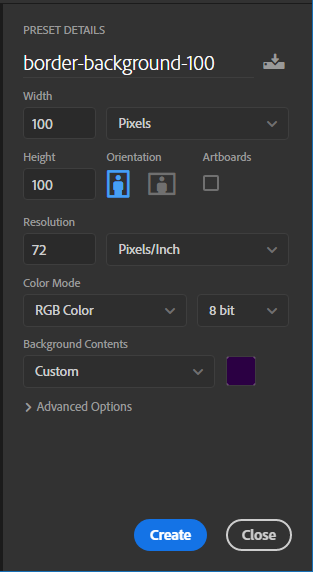 PRESET DETAILS
border-background-100
Width
100 Pixels
Height Orientation Artboards
100
Resolution
72 Pixels/Inch
Color Mode
RGB Color 8 bit
Background Contents
Custom
Advanced Options
Create Close